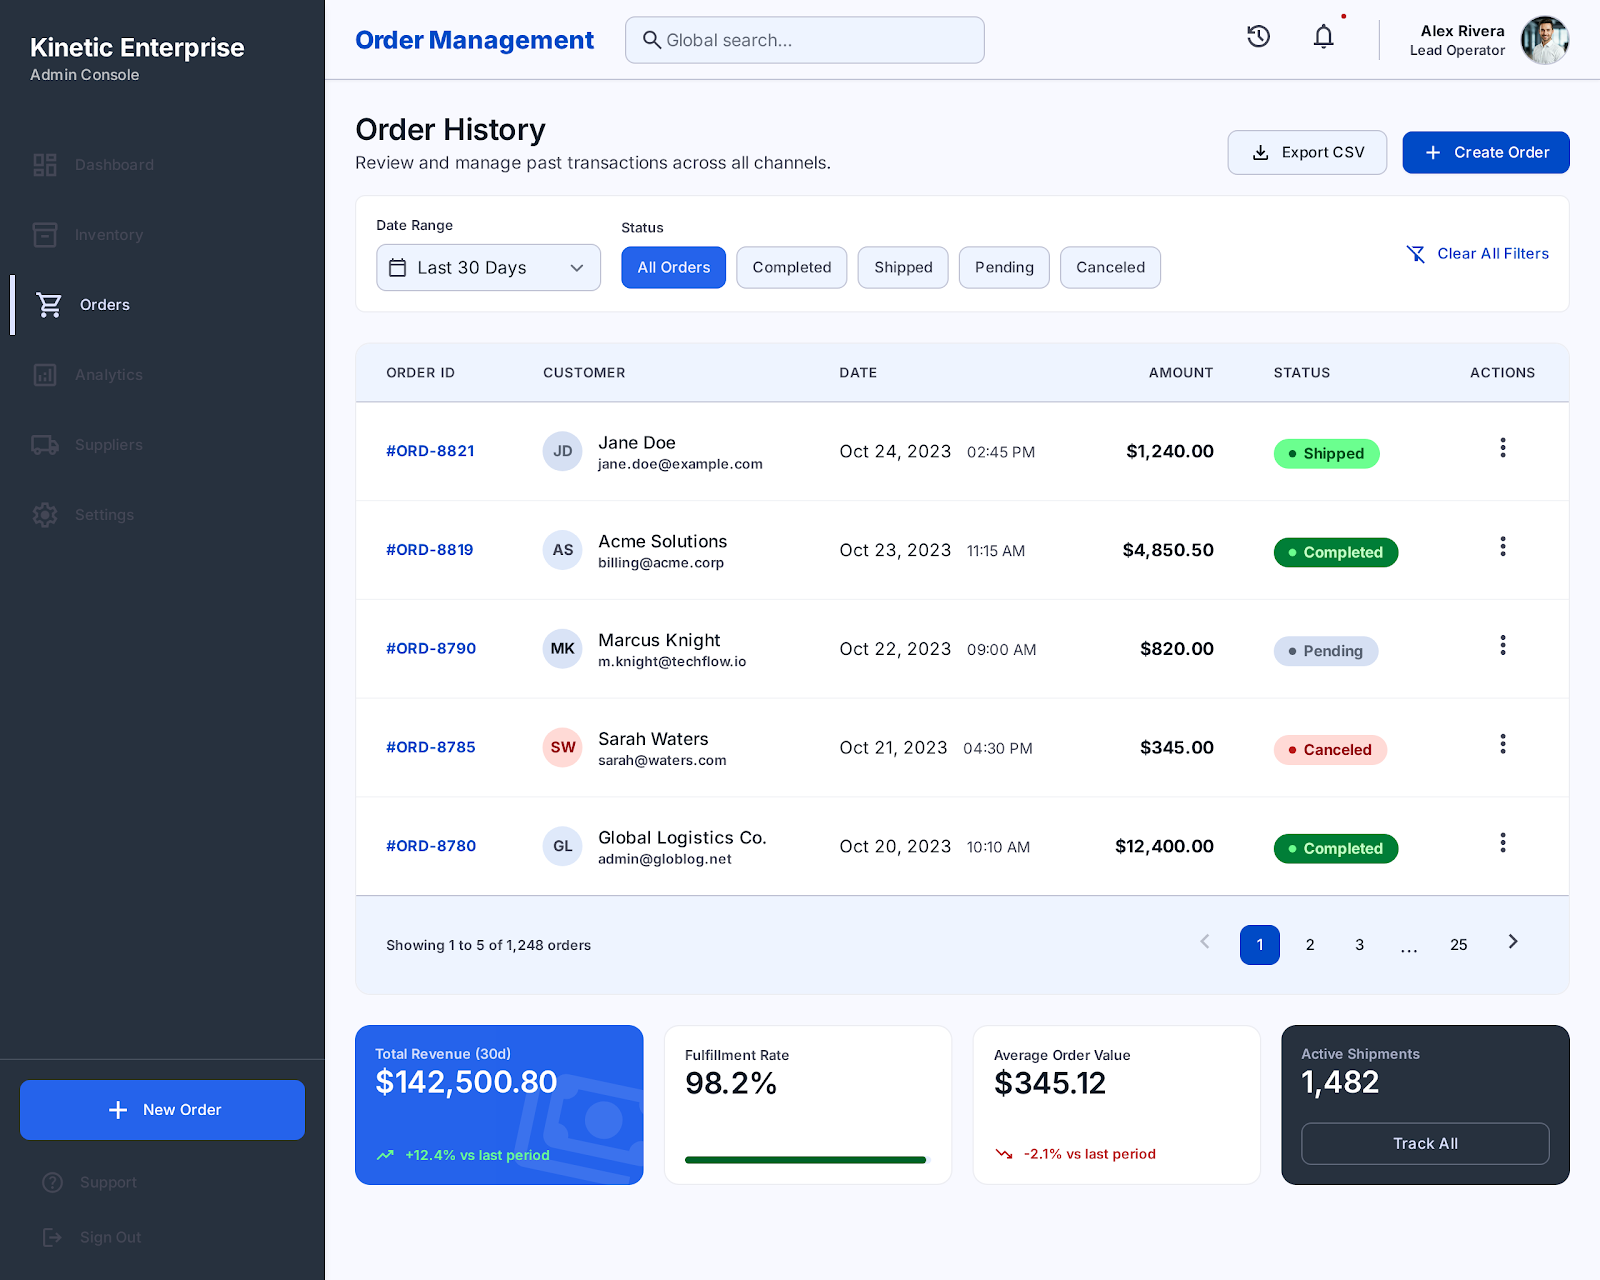 Kinetic Enterprise
Admin Console
Dashboard
Inventory
Orders
Analytics
Suppliers
Settings
New Order
Support
Sign Out
Order Management
Global search...
Alex Rivera
Lead Operator
Order History
Review and manage past transactions across all channels.
Export CSV
Create Order
Date Range
Last 30 Days
Status
All Orders
Completed
Shipped
Pending
Canceled
Clear All Filters
ORDER ID CUSTOMER DATE AMOUNT STATUS ACTIONS
#ORD-8821 JD Jane Doe Oct 24, 2023 02:45 PM $1,240.00 Shipped
jane.doe@example.com
#ORD-8819 AS Acme Solutions Oct 23, 2023 11:15 AM $4,850.50 Completed
billing@acme.corp
#ORD-8790 MK Marcus Knight Oct 22, 2023 09:00 AM $820.00 Pending
m.knight@techflow.io
#ORD-8785 SW Sarah Waters Oct 21, 2023 04:30 PM $345.00 Canceled
sarah@waters.com
#ORD-8780 GL Global Logistics Co. Oct 20, 2023 10:10 AM $12,400.00 Completed
admin@globlog.net
Showing 1 to 5 of 1,248 orders
1 2 3 ... 25
Total Revenue (30d)
$142,500.80
+12.4% vs last period
Fulfillment Rate
98.2%
Average Order Value
$345.12
-2.1% vs last period
Active Shipments
1,482
Track All